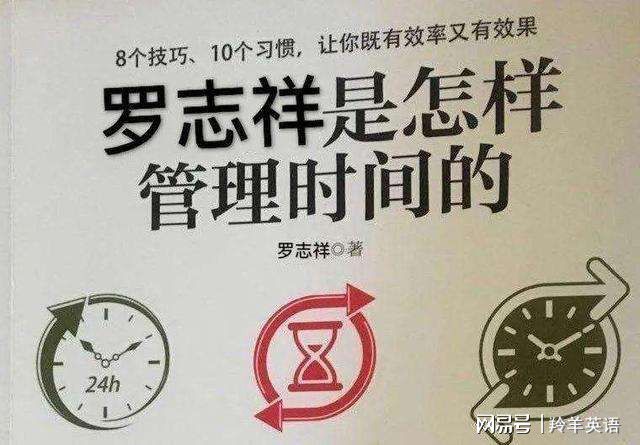 8个技巧、10个习惯，让你既有效率又有效果
罗志祥是怎样
管理时间的
罗志祥◎著
24h
网易号 | 羚羊英语